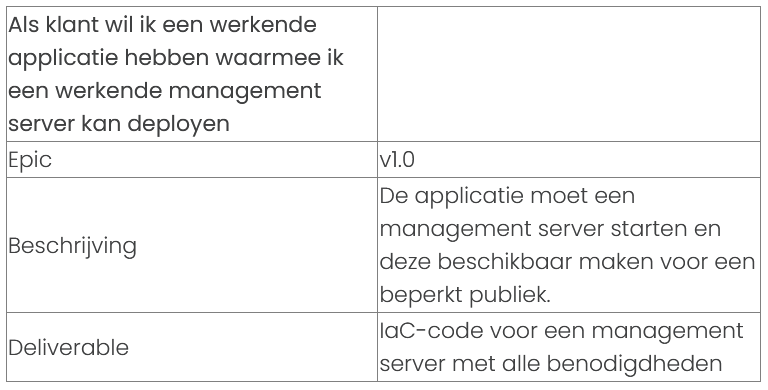 Als klant wil ik een werkende
applicatie hebben waarmee ik
een werkende management
server kan deployen
Epic
v1.0
Beschrijving
De applicatie moet een
management server starten en
deze beschikbaar maken voor een
beperkt publiek.
Deliverable
IaC-code voor een management
server met alle benodigdheden